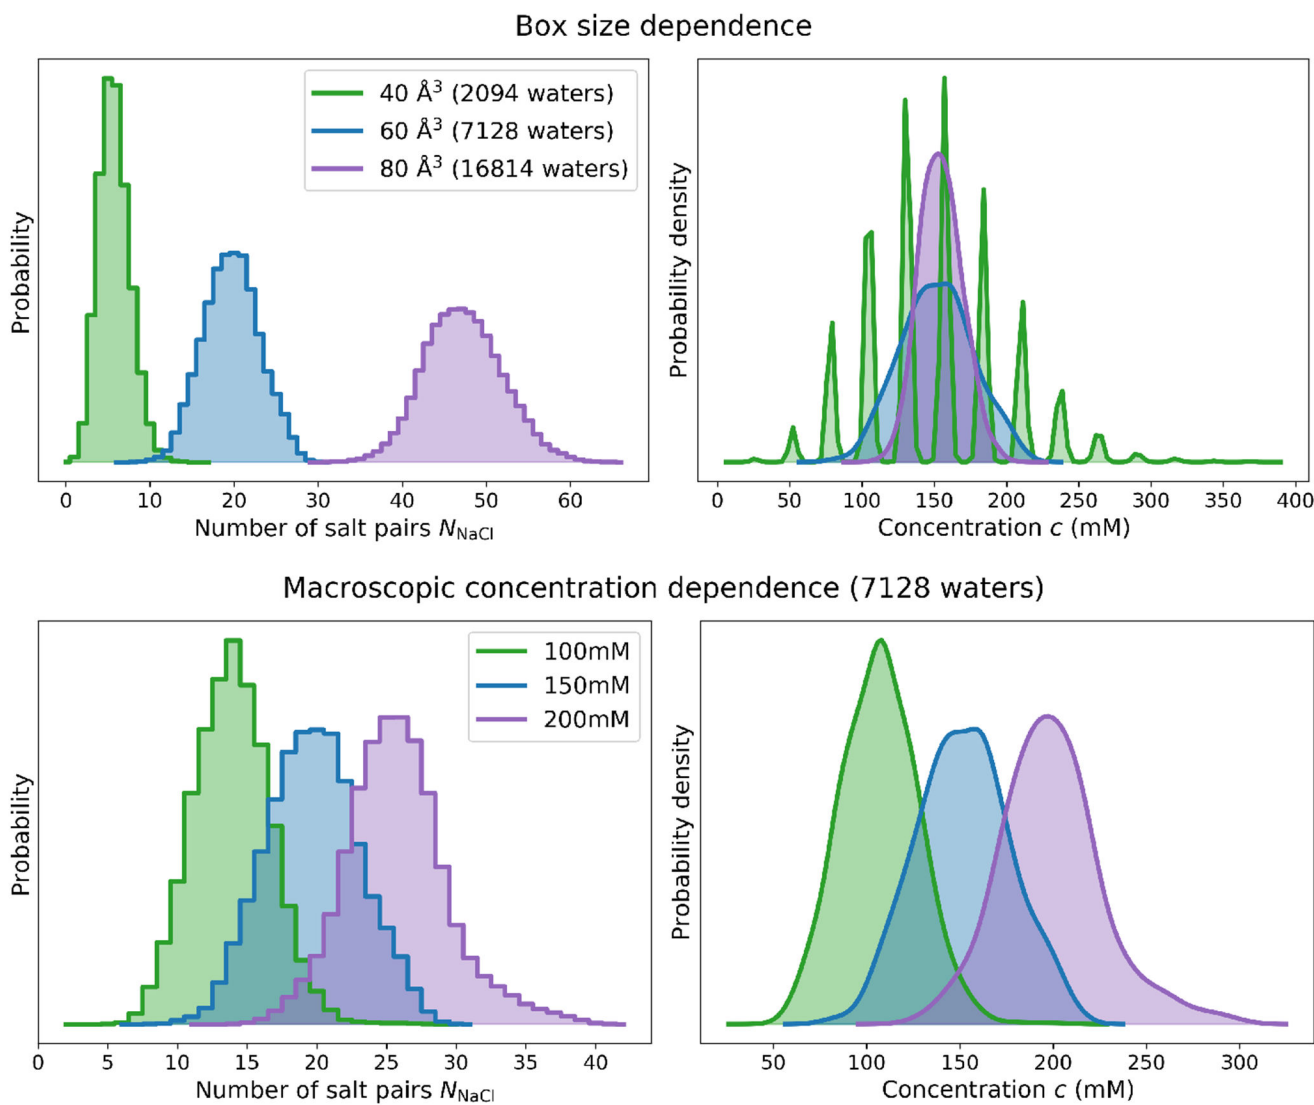 Box size dependence
40 Å³ (2094 waters)
60 Å³ (7128 waters)
80 Å³ (16814 waters)
Probability
0 10 20 30 40 50 60
Number of salt pairs N_NaCl
Probability density
0 50 100 150 200 250 300 350 400
Concentration c (mM)
Macroscopic concentration dependence (7128 waters)
100mM
150mM
200mM
Probability
0 5 10 15 20 25 30 35 40
Number of salt pairs N_NaCl
Probability density
50 100 150 200 250 300
Concentration c (mM)